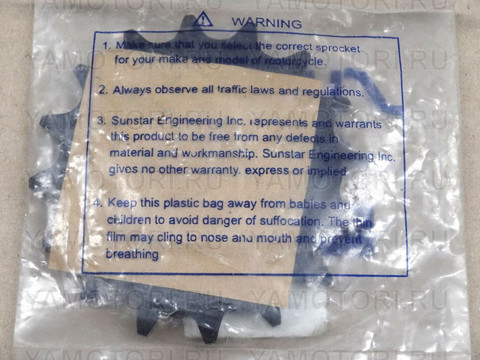 ⚠ WARNING
1. Make sure that you select the correct sprocket
for your make and model of motorcycle.
2. Always observe all traffic laws and regulations.
3. Sunstar Engineering Inc. represents and warrants
this product to be free from any defects in
material and workmanship. Sunstar Engineering Inc.
gives no other warranty, express or implied
4. Keep this plastic bag away from babies and
children to avoid danger of suffocation. The thin
film may cling to nose and mouth and prevent
breathing
YAMOTORI.RU YAMOTORI.RU YAMOTORI.RU